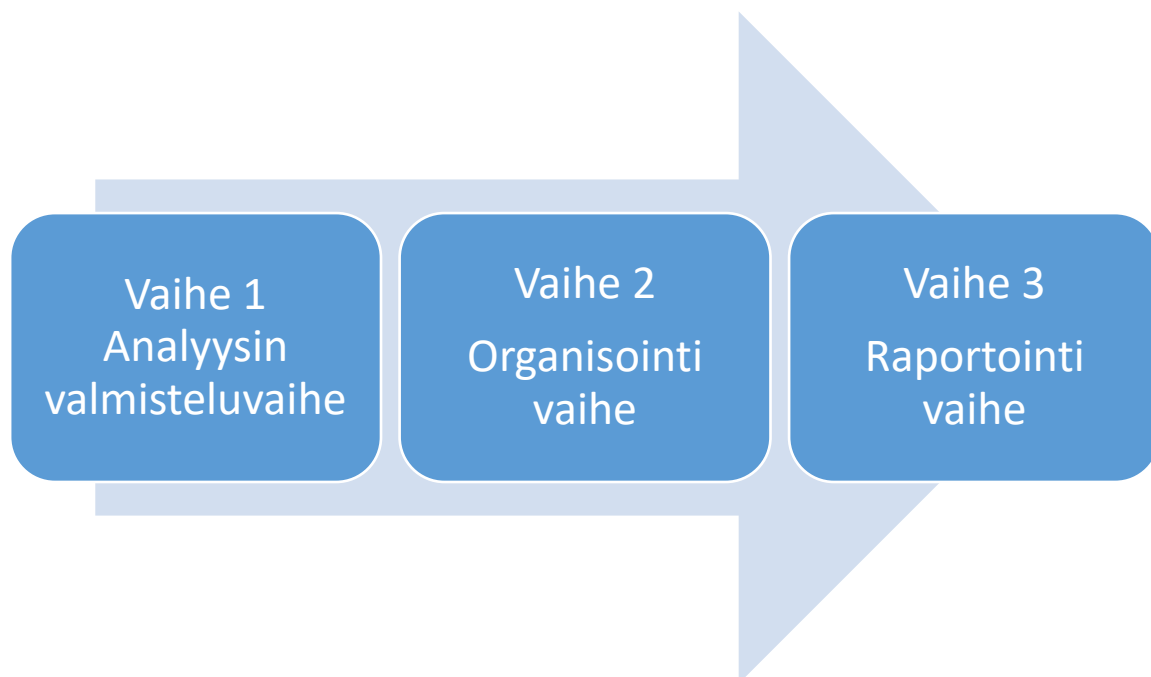 Vaihe 1
Analyysin
valmisteluvaihe
Vaihe 2
Organisointi
vaihe
Vaihe 3
Raportointi
vaihe